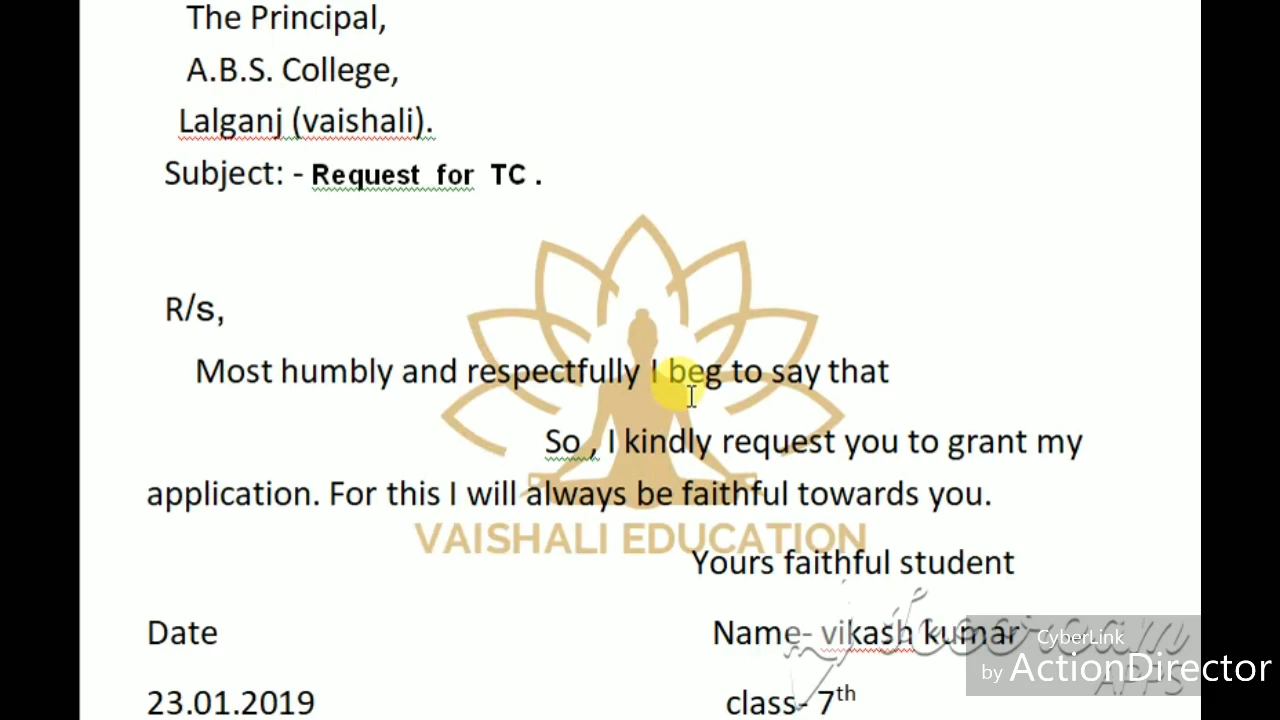 The Principal,
A.B.S. College,
Lalganj (vaishali).
Subject: - Request for TC .
R/s,
Most humbly and respectfully I beg to say that
So , I kindly request you to grant my
application. For this I will always be faithful towards you.
VAISHALI EDUCATION
Yours faithful student
Date
Name- vikash kumar
CyberLink
by ActionDirector
APPS
23.01.2019
class- 7th